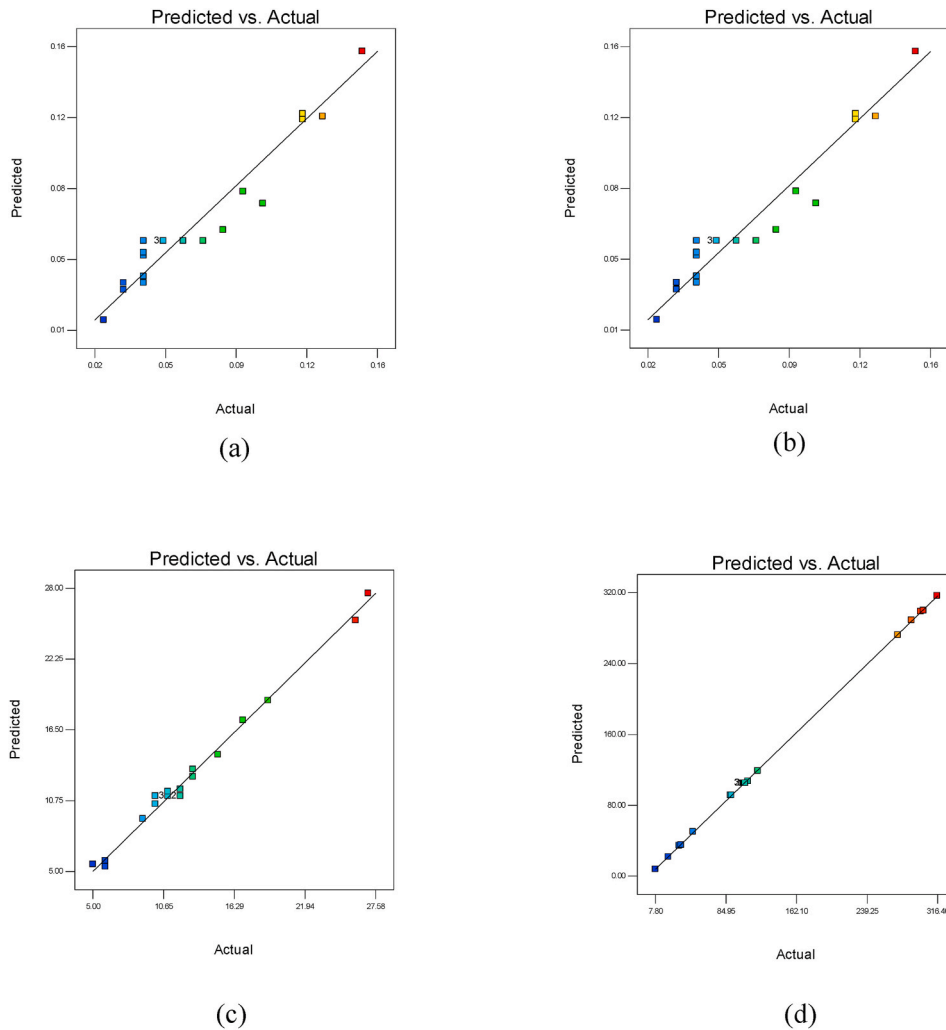 Predicted vs. Actual
0.16
0.12
0.08
0.05
0.01
Predicted
0.02 0.05 0.09 0.12 0.16
Actual
3
(a)
Predicted vs. Actual
0.16
0.12
0.08
0.05
0.01
Predicted
0.02 0.05 0.09 0.12 0.16
Actual
3
(b)
Predicted vs. Actual
28.00
22.25
16.50
10.75
5.00
Predicted
5.00 10.65 16.29 21.94 27.58
Actual
3 2
(c)
Predicted vs. Actual
320.00
240.00
160.00
80.00
0.00
Predicted
7.80 84.95 162.10 239.25 316.40
Actual
(d)